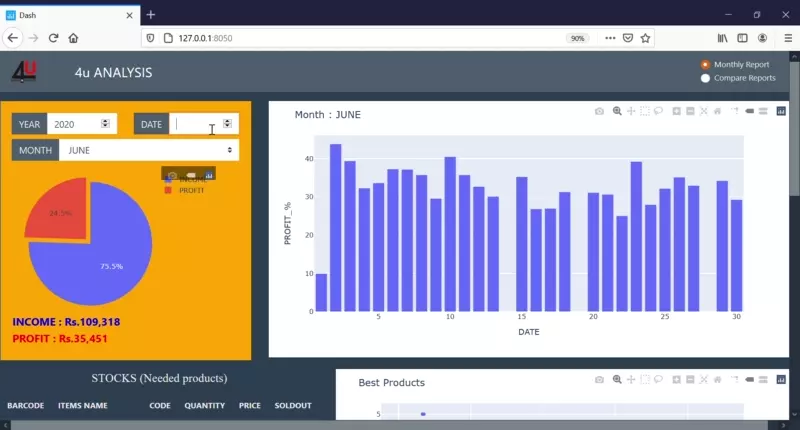 Dash
127.0.0.1:8050
90%
4U
4u ANALYSIS
Monthly Report
Compare Reports
YEAR 2020 DATE
MONTH JUNE
INCOME
PROFIT
24.5%
75.5%
INCOME : Rs.109,318
PROFIT : Rs.35,451
Month : JUNE
PROFIT_%
40
30
20
10
0
5 10 15 20 25 30
DATE
STOCKS (Needed products)
BARCODE ITEMS NAME CODE QUANTITY PRICE SOLDOUT
Best Products
5